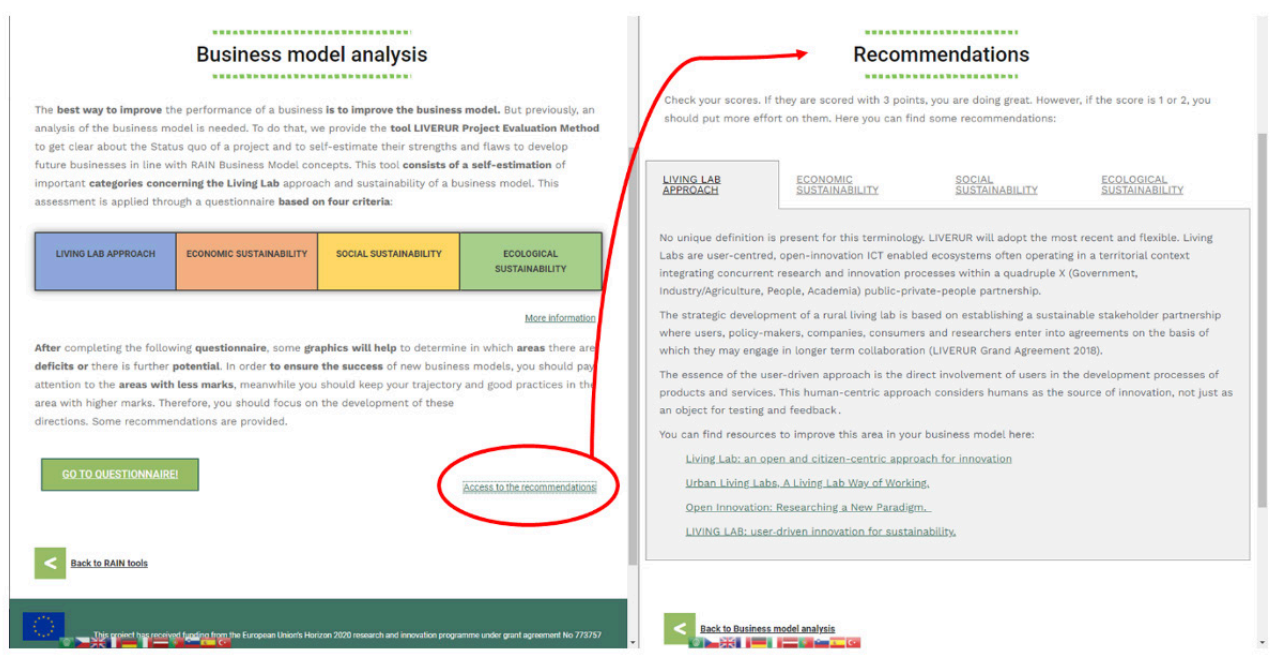 Business model analysis
The best way to improve the performance of a business is to improve the business model. But previously, an
analysis of the business model is needed. To do that, we provide the tool LIVERUR Project Evaluation Method
to get clear about the Status quo of a project and to self-estimate their strengths and flaws to develop
future businesses in line with RAIN Business Model concepts. This tool consists of a self-estimation of
important categories concerning the Living Lab approach and sustainability of a business model. This
assessment is applied through a questionnaire based on four criteria:
LIVING LAB APPROACH
ECONOMIC SUSTAINABILITY
SOCIAL SUSTAINABILITY
ECOLOGICAL
SUSTAINABILITY
More information
After completing the following questionnaire, some graphics will help to determine in which areas there are
deficits or there is further potential. In order to ensure the success of new business models, you should pay
attention to the areas with less marks, meanwhile you should keep your trajectory and good practices in the
area with higher marks. Therefore, you should focus on the development of these
directions. Some recommendations are provided.
GO TO QUESTIONNAIRE!
Access to the recommendations
< Back to RAIN tools
This project has received funding from the European Union's Horizon 2020 research and innovation programme under grant agreement No 773757
Recommendations
Check your scores. If they are scored with 3 points, you are doing great. However, if the score is 1 or 2, you
should put more effort on them. Here you can find some recommendations:
LIVING LAB
APPROACH
ECONOMIC
SUSTAINABILITY
SOCIAL
SUSTAINABILITY
ECOLOGICAL
SUSTAINABILITY
No unique definition is present for this terminology. LIVERUR will adopt the most recent and flexible. Living
Labs are user-centred, open-innovation ICT enabled ecosystems often operating in a territorial context
integrating concurrent research and innovation processes within a quadruple X (Government,
Industry/Agriculture, People, Academia) public-private-people partnership.
The strategic development of a rural living lab is based on establishing a sustainable stakeholder partnership
where users, policy-makers, companies, consumers and researchers enter into agreements on the basis of
which they may engage in longer term collaboration (LIVERUR Grand Agreement 2018).
The essence of the user-driven approach is the direct involvement of users in the development processes of
products and services. This human-centric approach considers humans as the source of innovation, not just as
an object for testing and feedback.
You can find resources to improve this area in your business model here:
Living Lab: an open and citizen-centric approach for innovation
Urban Living Labs, A Living Lab Way of Working.
Open Innovation: Researching a New Paradigm.
LIVING LAB: user-driven innovation for sustainability.
< Back to Business model analysis